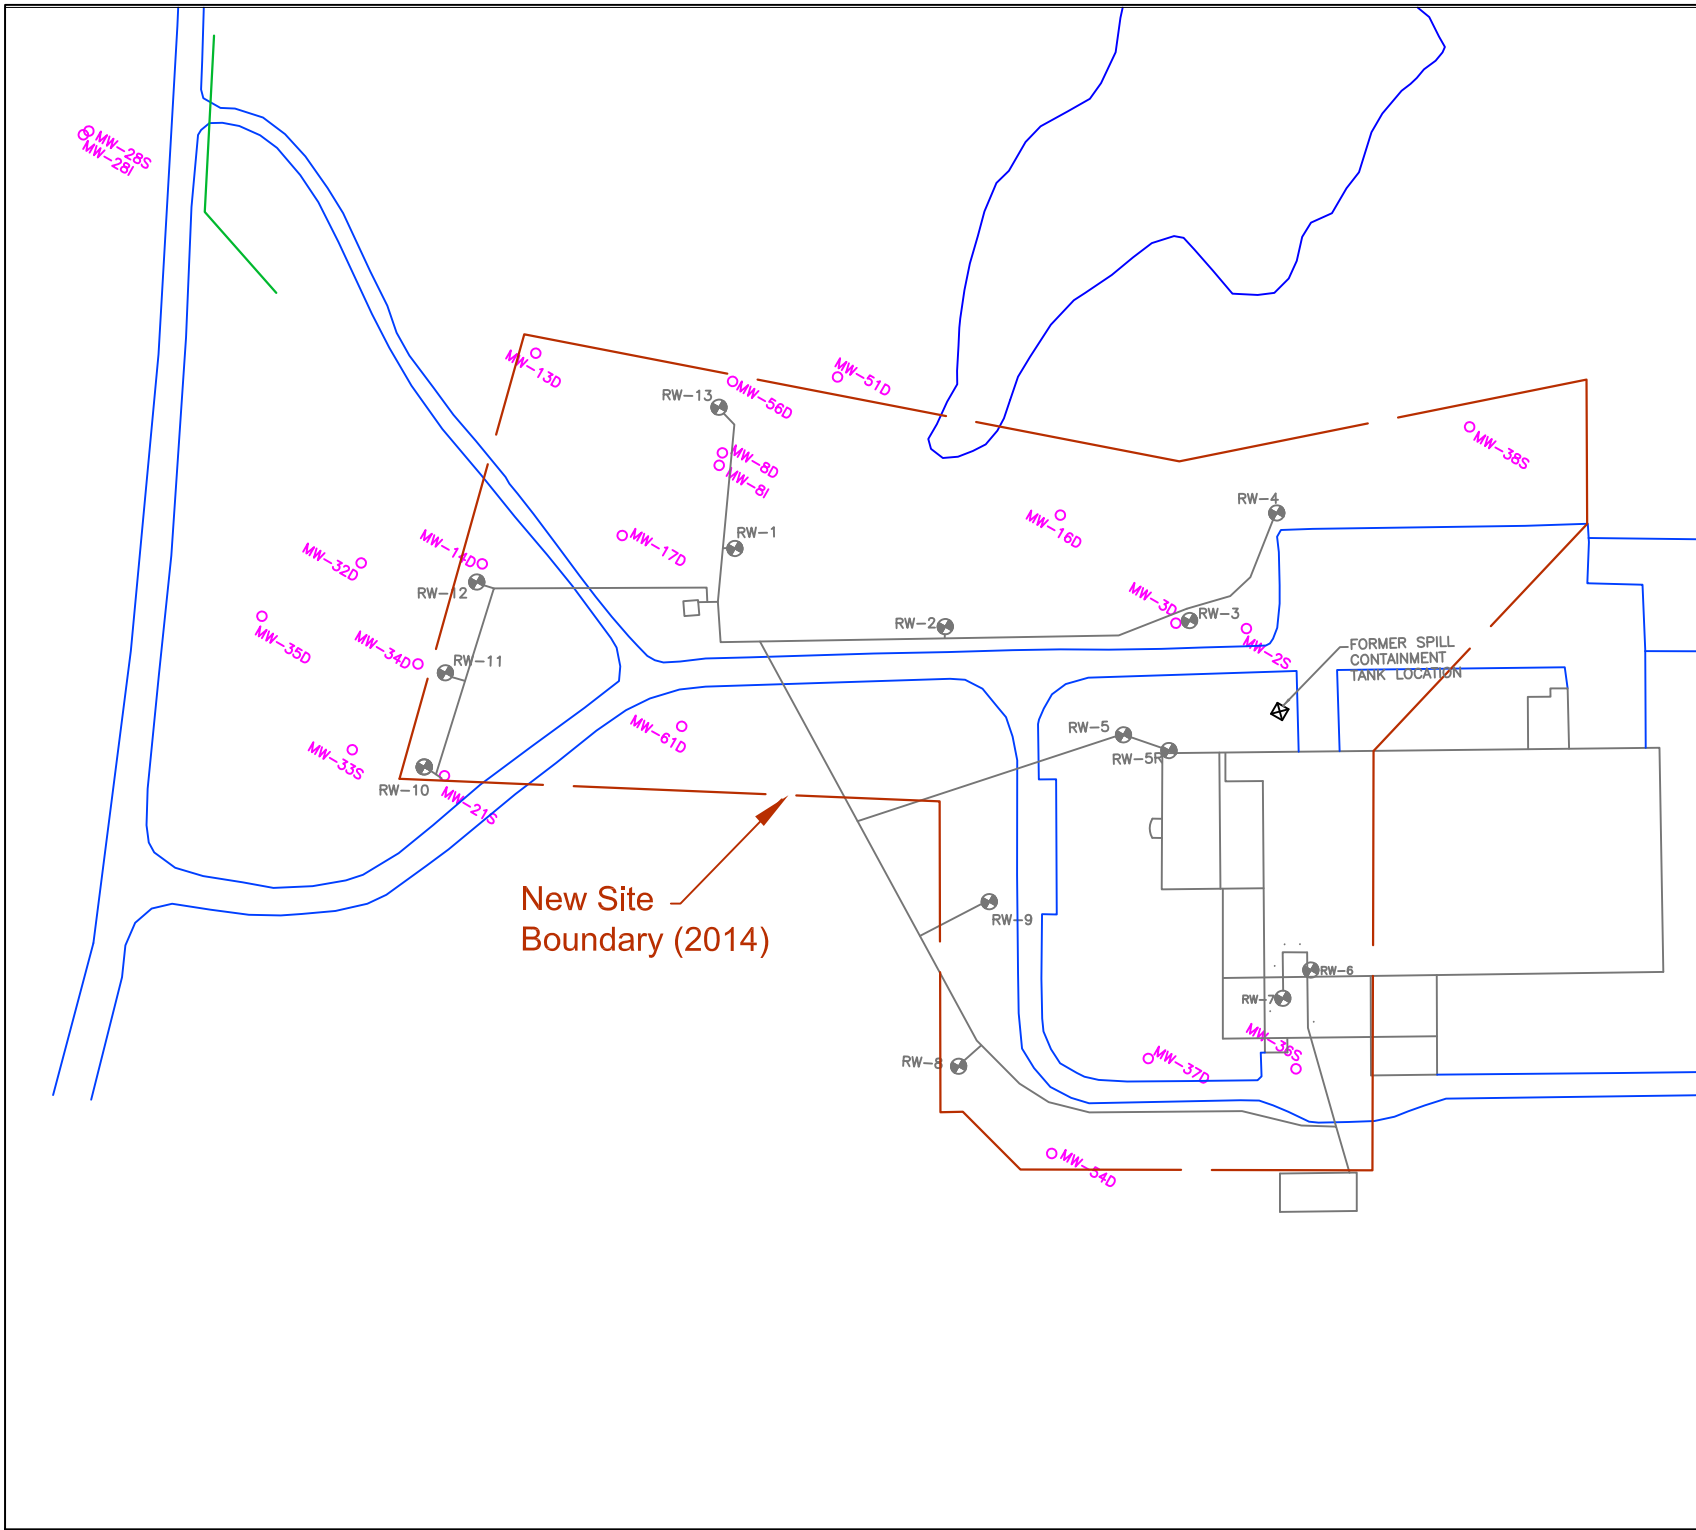 MW-28S
MW-28I
MW-13D
RW-13
MW-56D
MW-51D
MW-8D
MW-8I
MW-38S
RW-4
MW-16D
RW-1
MW-17D
MW-14D
MW-32D
RW-12
MW-3D
RW-3
RW-2
MW-35D
MW-34D
RW-11
MW-2S
FORMER SPILL
CONTAINMENT
TANK LOCATION
MW-61D
RW-5
RW-5R
MW-33S
RW-10
MW-21S
New Site
Boundary (2014)
RW-9
RW-6
RW-7
MW-36S
RW-8
MW-37D
MW-54D